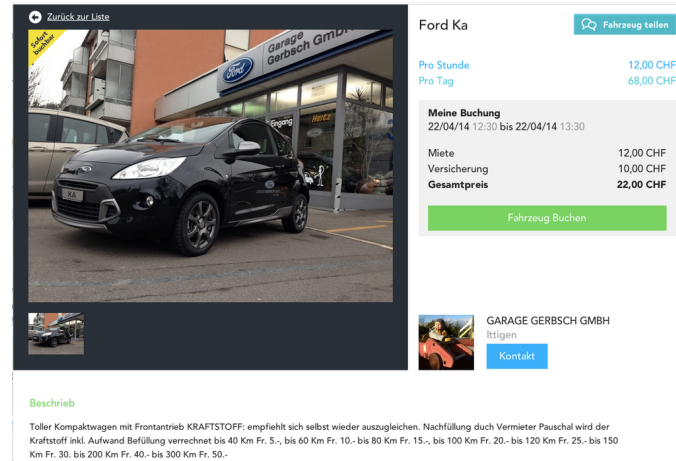 Zurück zur Liste
Sofort
buchbar
Garage
Gerbsch GmbH
Ford
Eingang
Hertz
KA
Ford Ka
Fahrzeug teilen
Pro Stunde 12,00 CHF
Pro Tag 68,00 CHF
Meine Buchung
22/04/14 12:30 bis 22/04/14 13:30
Miete 12,00 CHF
Versicherung 10,00 CHF
Gesamtpreis 22,00 CHF
Fahrzeug Buchen
GARAGE GERBSCH GMBH
Ittigen
Kontakt
Beschrieb
Toller Kompaktwagen mit Frontantrieb KRAFTSTOFF: empfiehlt sich selbst wieder auszugleichen. Nachfüllung duch Vermieter Pauschal wird der
Kraftstoff inkl. Aufwand Befüllung verrechnet bis 40 Km Fr. 5.-, bis 60 Km Fr. 10.- bis 80 Km Fr. 15.-, bis 100 Km Fr. 20.- bis 120 Km Fr. 25.- bis 150
Km Fr. 30. bis 200 Km Fr. 40.- bis 300 Km Fr. 50.-